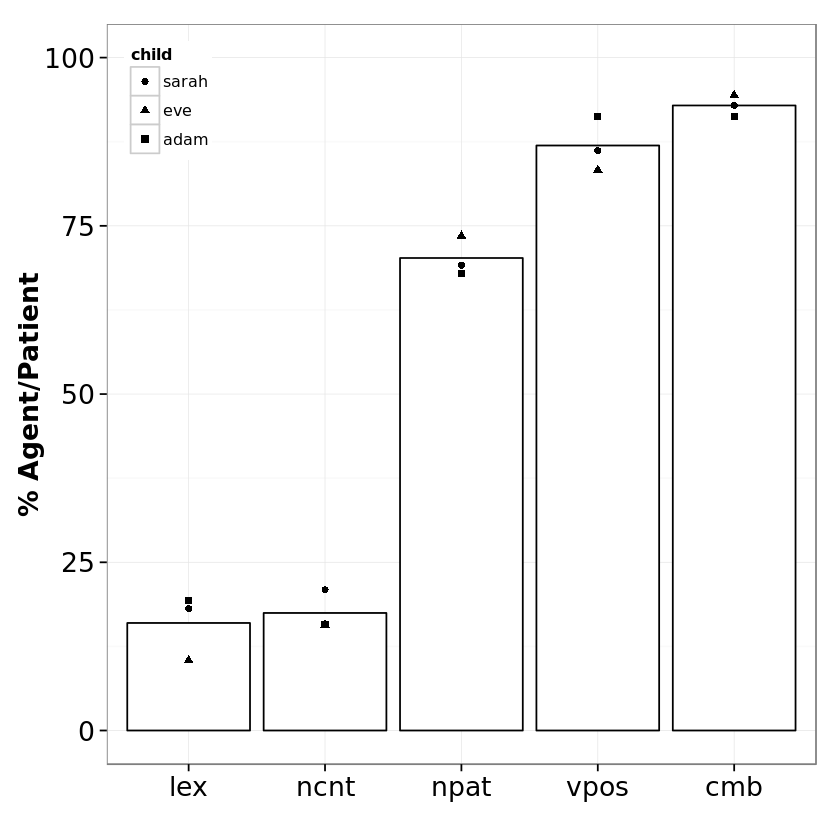 100
75
50
25
0
% Agent/Patient
child
sarah
eve
adam
lex ncnt npat vpos cmb